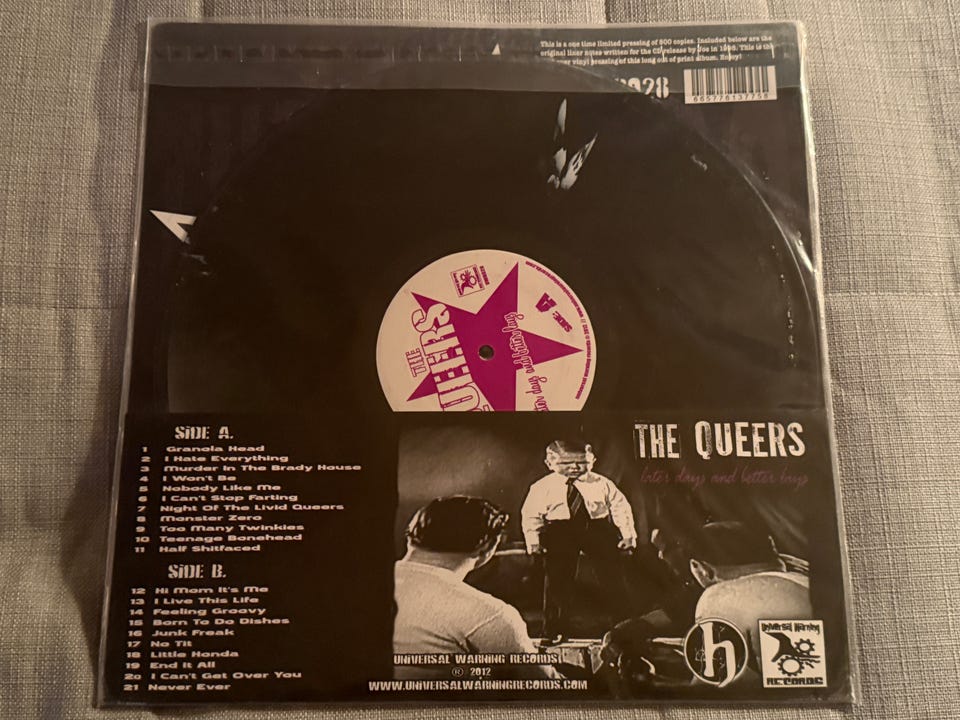 This is a one time limited pressing of 500 copies. Included below are the
original liner notes written for the CD release by Joe in 1998. This is the
vinyl pressing of this long out of print album. Enjoy!
028
665776137758
THE
QUEERS
SIDE: A
later days and better lays
SIDE A.
1 Granola Head
2 I Hate Everything
3 Murder In The Brady House
4 I Won't Be
5 Nobody Like Me
6 I Can't Stop Farting
7 Night Of The Livid Queers
8 Monster Zero
9 Too Many Twinkies
10 Teenage Bonehead
11 Half Shitfaced
SIDE B.
12 Hi Mom It's Me
13 I Live This Life
14 Feeling Groovy
15 Born To Do Dishes
16 Junk Freak
17 No Tit
18 Little Honda
19 End It All
20 I Can't Get Over You
21 Never Ever
THE QUEERS
later days and better lays
UNIVERSAL WARNING RECORDS
® 2012
WWW.UNIVERSALWARNINGRECORDS.COM
h
Universal Warning
RECORDS